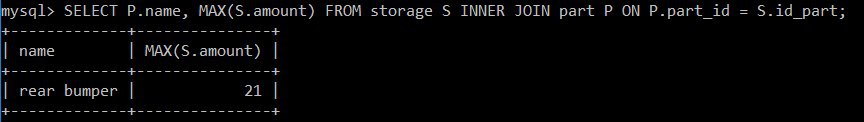 mysql> SELECT P.name, MAX(S.amount) FROM storage S INNER JOIN part P ON P.part_id = S.id_part;
+-------------+---------------+
| name        | MAX(S.amount) |
+-------------+---------------+
| rear bumper |            21 |
+-------------+---------------+